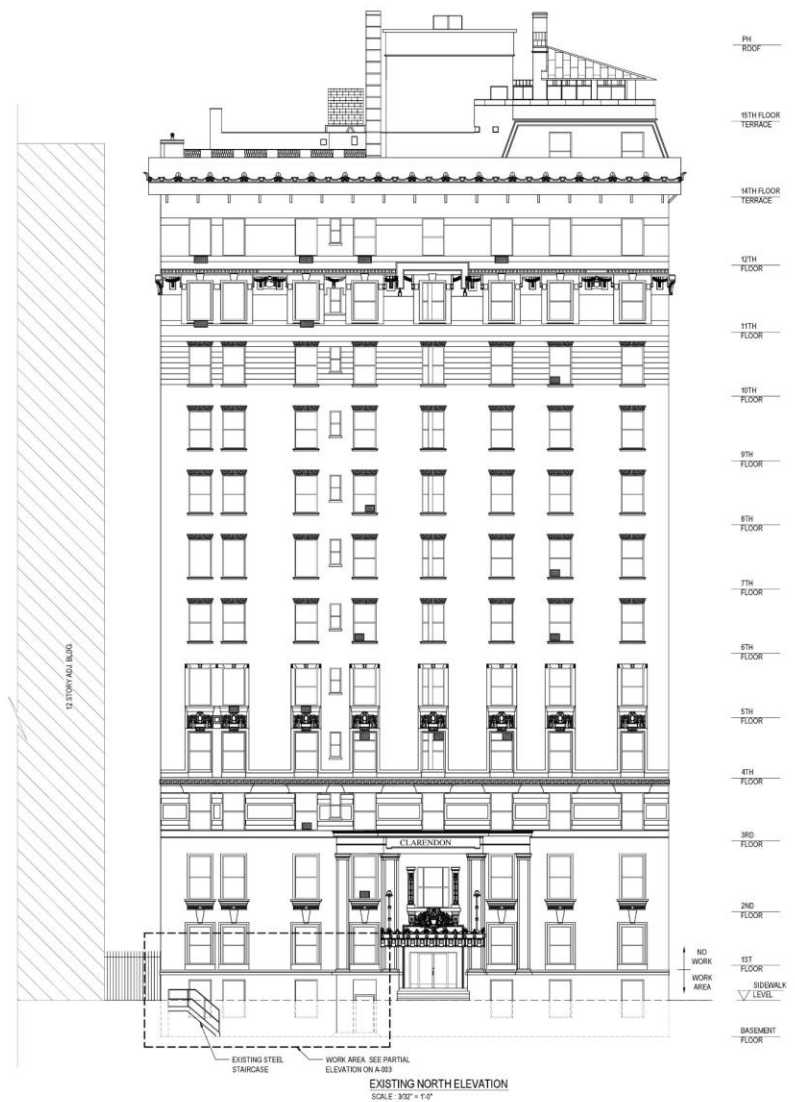 PH
ROOF
15TH FLOOR
TERRACE
14TH FLOOR
TERRACE
12TH
FLOOR
11TH
FLOOR
10TH
FLOOR
9TH
FLOOR
8TH
FLOOR
7TH
FLOOR
6TH
FLOOR
12 STORY ADJ. BLDG.
5TH
FLOOR
4TH
FLOOR
3RD
FLOOR
CLARENDON
2ND
FLOOR
NO
WORK
1ST
FLOOR
WORK
AREA
SIDEWALK
LEVEL
BASEMENT
FLOOR
EXISTING STEEL
STAIRCASE
WORK AREA. SEE PARTIAL
ELEVATION ON A-003
EXISTING NORTH ELEVATION
SCALE : 3/32" = 1'-0"